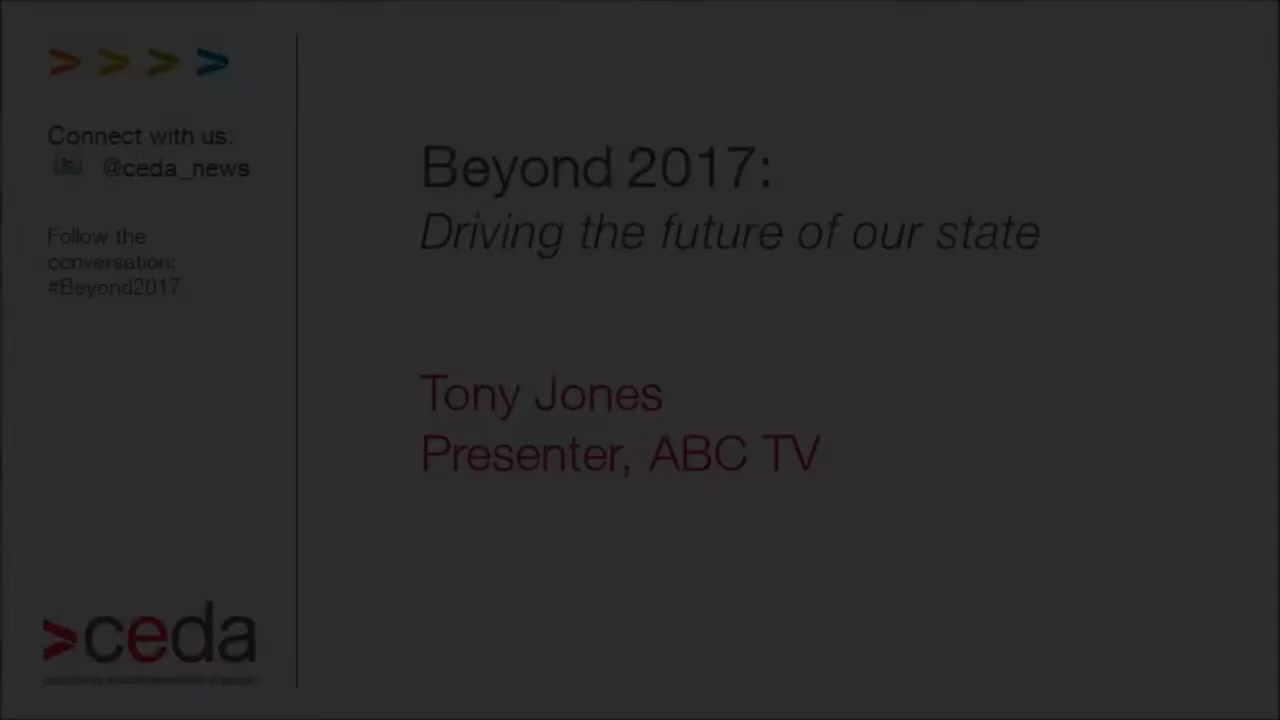 Connect with us:
@ceda_news
Follow the
conversation:
#Beyond2017
Beyond 2017:
Driving the future of our state
Tony Jones
Presenter, ABC TV
ceda